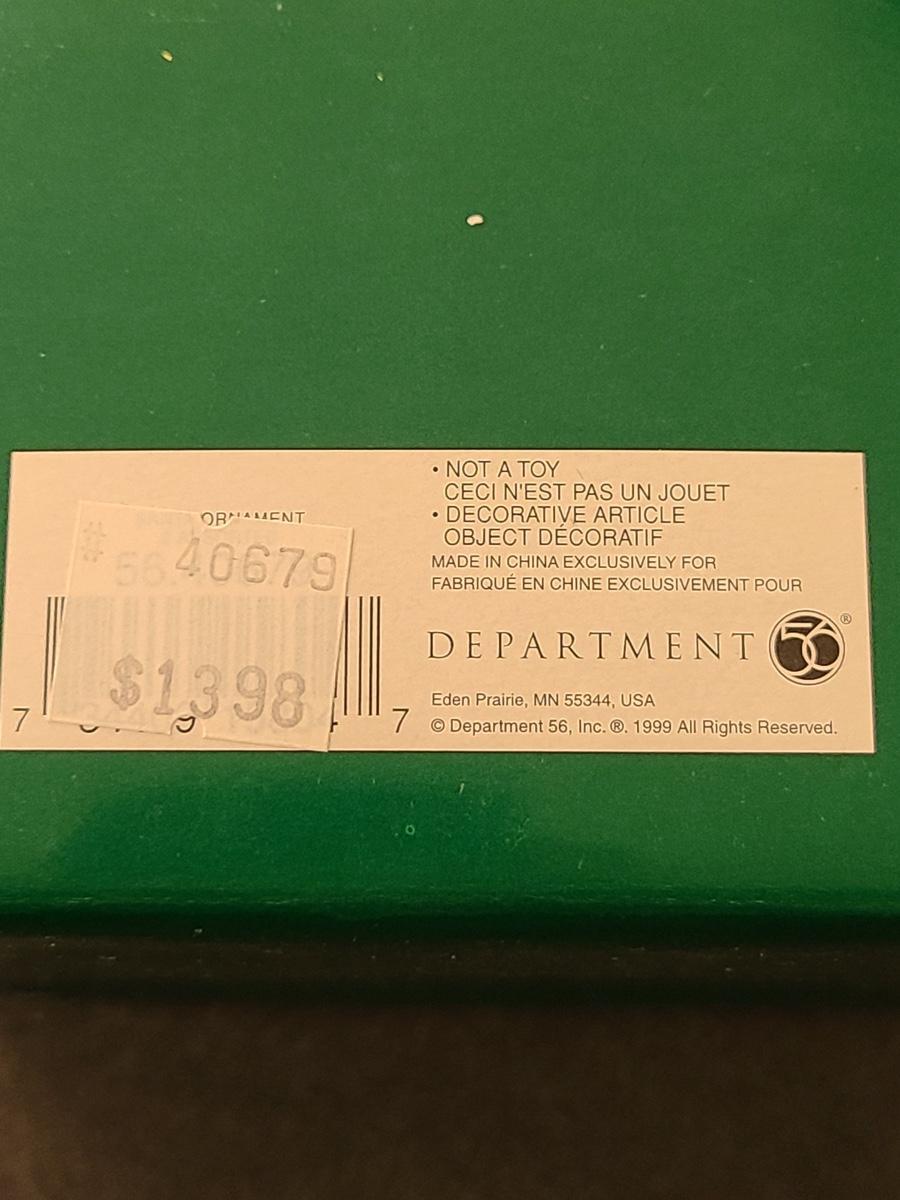 ORNAMENT
# 40679
$1398
7 7
• NOT A TOY
CECI N'EST PAS UN JOUET
• DECORATIVE ARTICLE
OBJECT DÉCORATIF
MADE IN CHINA EXCLUSIVELY FOR
FABRIQUÉ EN CHINE EXCLUSIVEMENT POUR
DEPARTMENT 56®
Eden Prairie, MN 55344, USA
© Department 56, Inc. ®. 1999 All Rights Reserved.